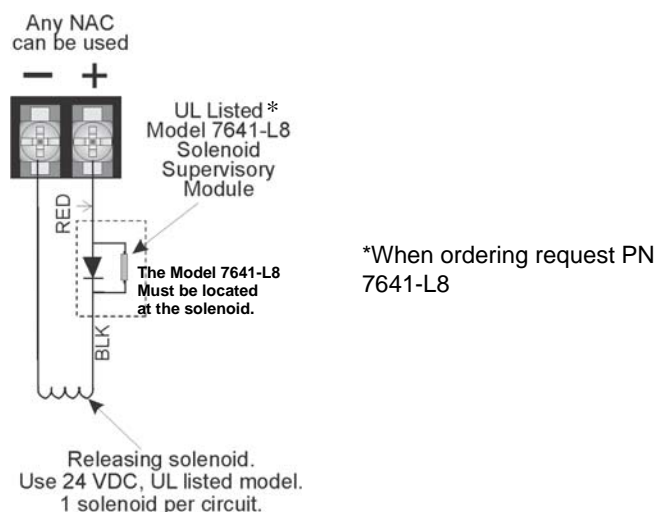 Any NAC
can be used
− +
UL Listed*
Model 7641-L8
Solenoid
Supervisory
Module
RED
The Model 7641-L8
Must be located
at the solenoid.
BLK
Releasing solenoid.
Use 24 VDC, UL listed model.
1 solenoid per circuit.
*When ordering request PN
7641-L8